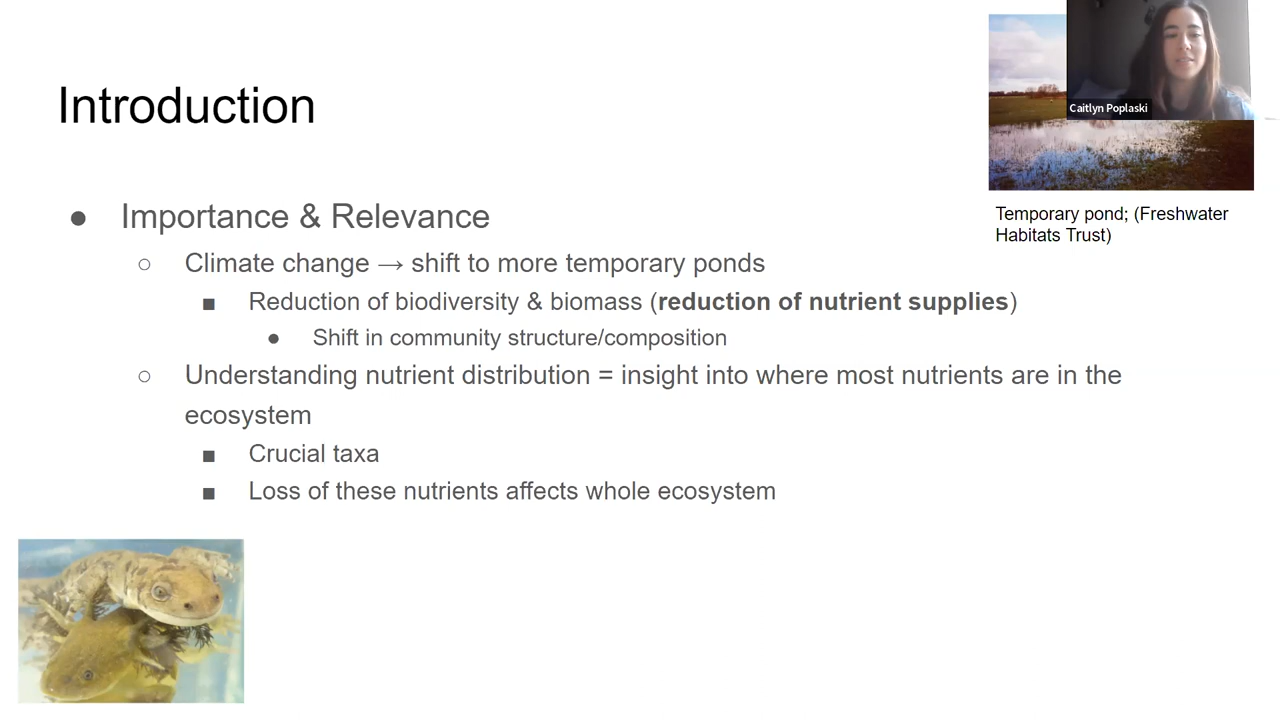 Introduction
Caitlyn Poplaski
Temporary pond; (Freshwater
Habitats Trust)
● Importance & Relevance
○ Climate change → shift to more temporary ponds
■ Reduction of biodiversity & biomass (reduction of nutrient supplies)
● Shift in community structure/composition
○ Understanding nutrient distribution = insight into where most nutrients are in the
ecosystem
■ Crucial taxa
■ Loss of these nutrients affects whole ecosystem